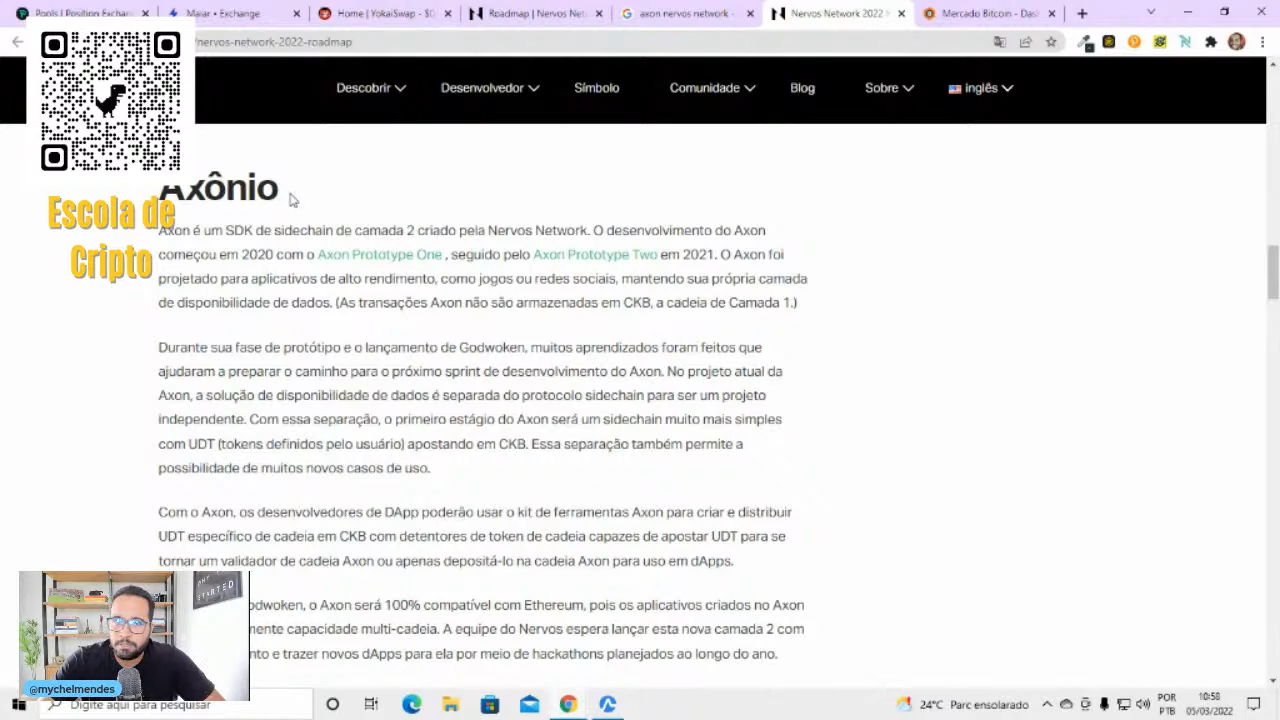 Pools | Polkadex Int
Maiar • Exchange
Home | YokaiSwap - $
Roadmap | Nervos Net
axon nervos network -
Nervos Network 2022
Mercado Bitcoin - Das
/nervos-network-2022-roadmap
Descobrir
Desenvolvedor
Símbolo
Comunidade
Blog
Sobre
inglês
Escola de
Cripto
Axônio
Axon é um SDK de sidechain de camada 2 criado pela Nervos Network. O desenvolvimento do Axon
começou em 2020 com o Axon Prototype One , seguido pelo Axon Prototype Two em 2021. O Axon foi
projetado para aplicativos de alto rendimento, como jogos ou redes sociais, mantendo sua própria camada
de disponibilidade de dados. (As transações Axon não são armazenadas em CKB, a cadeia de Camada 1.)
Durante sua fase de protótipo e o lançamento de Godwoken, muitos aprendizados foram feitos que
ajudaram a preparar o caminho para o próximo sprint de desenvolvimento do Axon. No projeto atual da
Axon, a solução de disponibilidade de dados é separada do protocolo sidechain para ser um projeto
independente. Com essa separação, o primeiro estágio do Axon será um sidechain muito mais simples
com UDT (tokens definidos pelo usuário) apostando em CKB. Essa separação também permite a
possibilidade de muitos novos casos de uso.
Com o Axon, os desenvolvedores de DApp poderão usar o kit de ferramentas Axon para criar e distribuir
UDT específico de cadeia em CKB com detentores de token de cadeia capazes de apostar UDT para se
tornar um validador de cadeia Axon ou apenas depositá-lo na cadeia Axon para uso em dApps.
odwoken, o Axon será 100% compatível com Ethereum, pois os aplicativos criados no Axon
mente capacidade multi-cadeia. A equipe do Nervos espera lançar esta nova camada 2 com
nto e trazer novos dApps para ela por meio de hackathons planejados ao longo do ano.
STARTED
@mychelmendes
Digite aqui para pesquisar
24°C Parc ensolarado
POR
PTB
10:58
05/03/2022